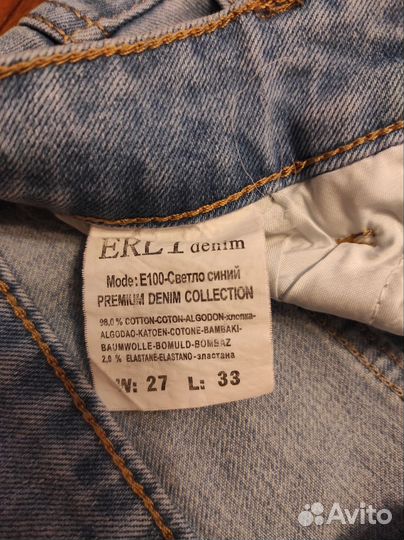 denim
Mode: E100-Светло синий
PREMIUM DENIM COLLECTION
98,0 % COTTON-COTON-ALGODON-хлопка-
ALGODAO-KATOEN-COTONE-BAMBAKI-
BAUMWOLLE-BOMULD-BOMBAZ
2,0 % ELASTANE-ELASTANO-эластана
W: 27 L: 33
Avito